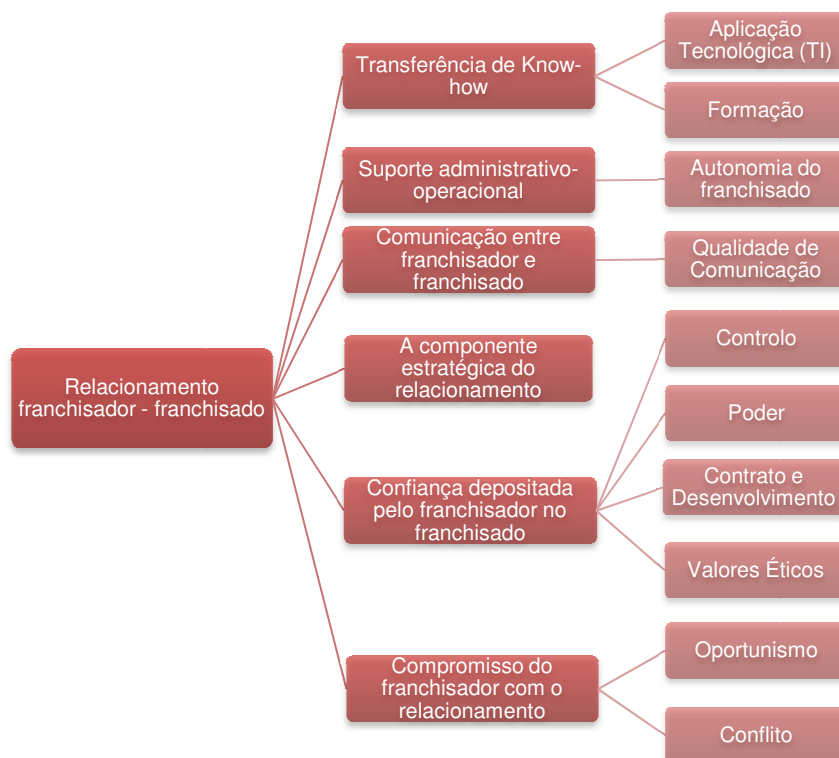 Relacionamento
franchisador - franchisado
Transferência de Know-
how
Aplicação
Tecnológica (TI)
Formação
Suporte administrativo-
operacional
Autonomia do
franchisado
Comunicação entre
franchisador e
franchisado
Qualidade de
Comunicação
A componente
estratégica do
relacionamento
Confiança depositada
pelo franchisador no
franchisado
Controlo
Poder
Contrato e
Desenvolvimento
Valores Éticos
Compromisso do
franchisador com o
relacionamento
Oportunismo
Conflito